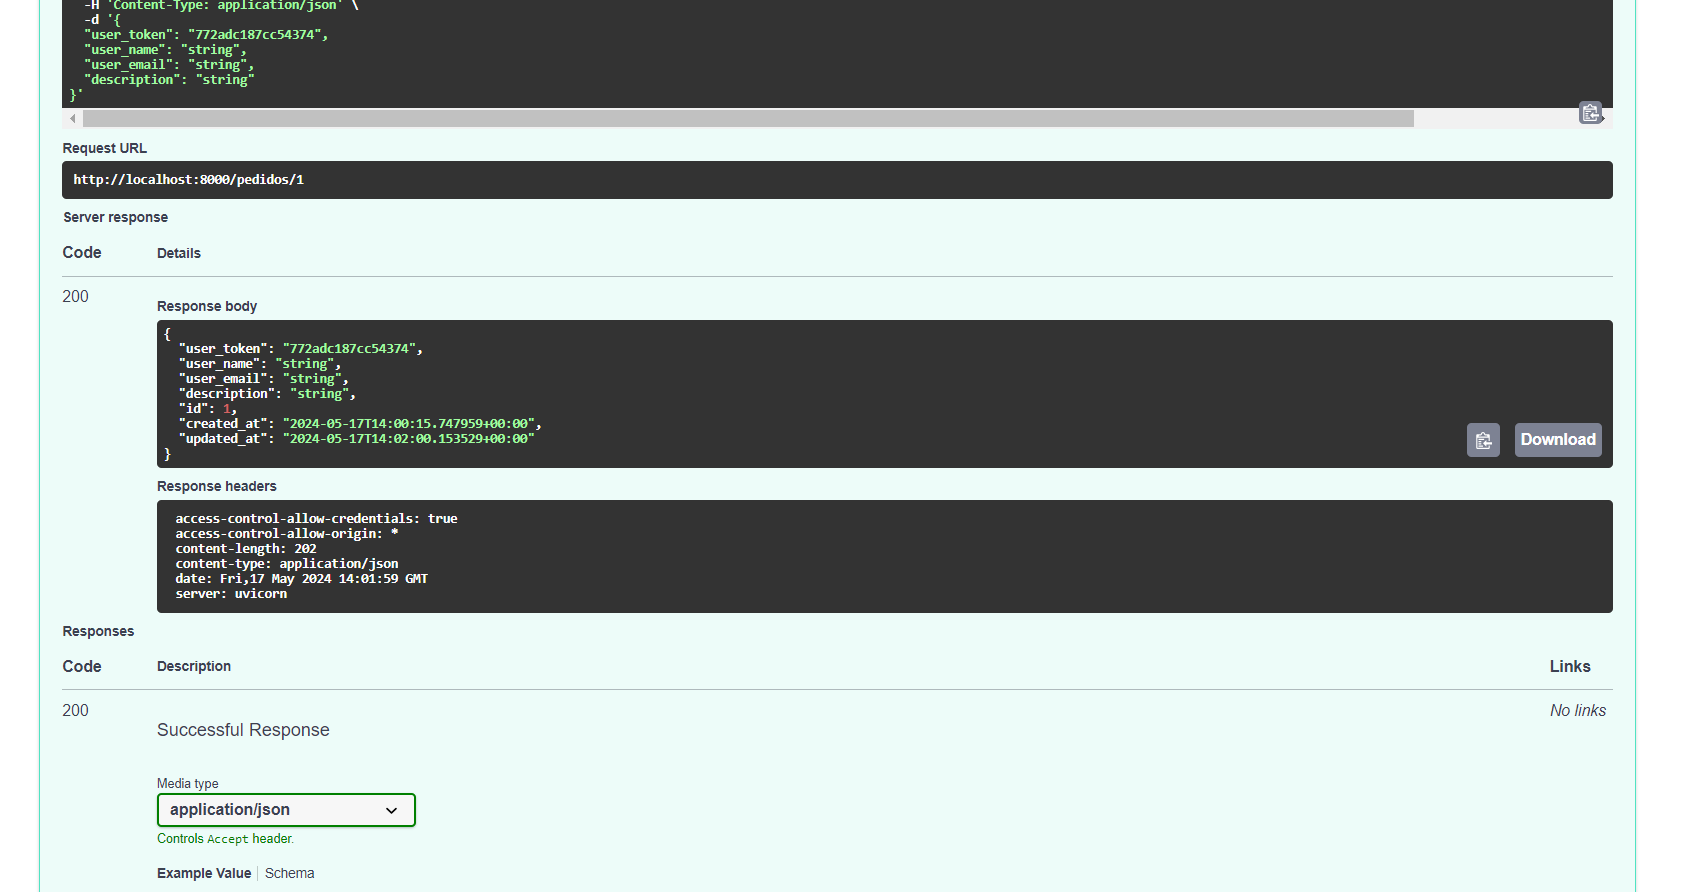 -H 'Content-Type: application/json' \
-d '{
"user_token": "772adc187cc54374",
"user_name": "string",
"user_email": "string",
"description": "string"
}'
Request URL
http://localhost:8000/pedidos/1
Server response
Code Details
200
Response body
{
"user_token": "772adc187cc54374",
"user_name": "string",
"user_email": "string",
"description": "string",
"id": 1,
"created_at": "2024-05-17T14:00:15.747959+00:00",
"updated_at": "2024-05-17T14:02:00.153529+00:00"
}
Download
Response headers
access-control-allow-credentials: true
access-control-allow-origin: *
content-length: 202
content-type: application/json
date: Fri,17 May 2024 14:01:59 GMT
server: uvicorn
Responses
Code Description Links
200 No links
Successful Response
Media type
application/json
Controls Accept header.
Example Value Schema